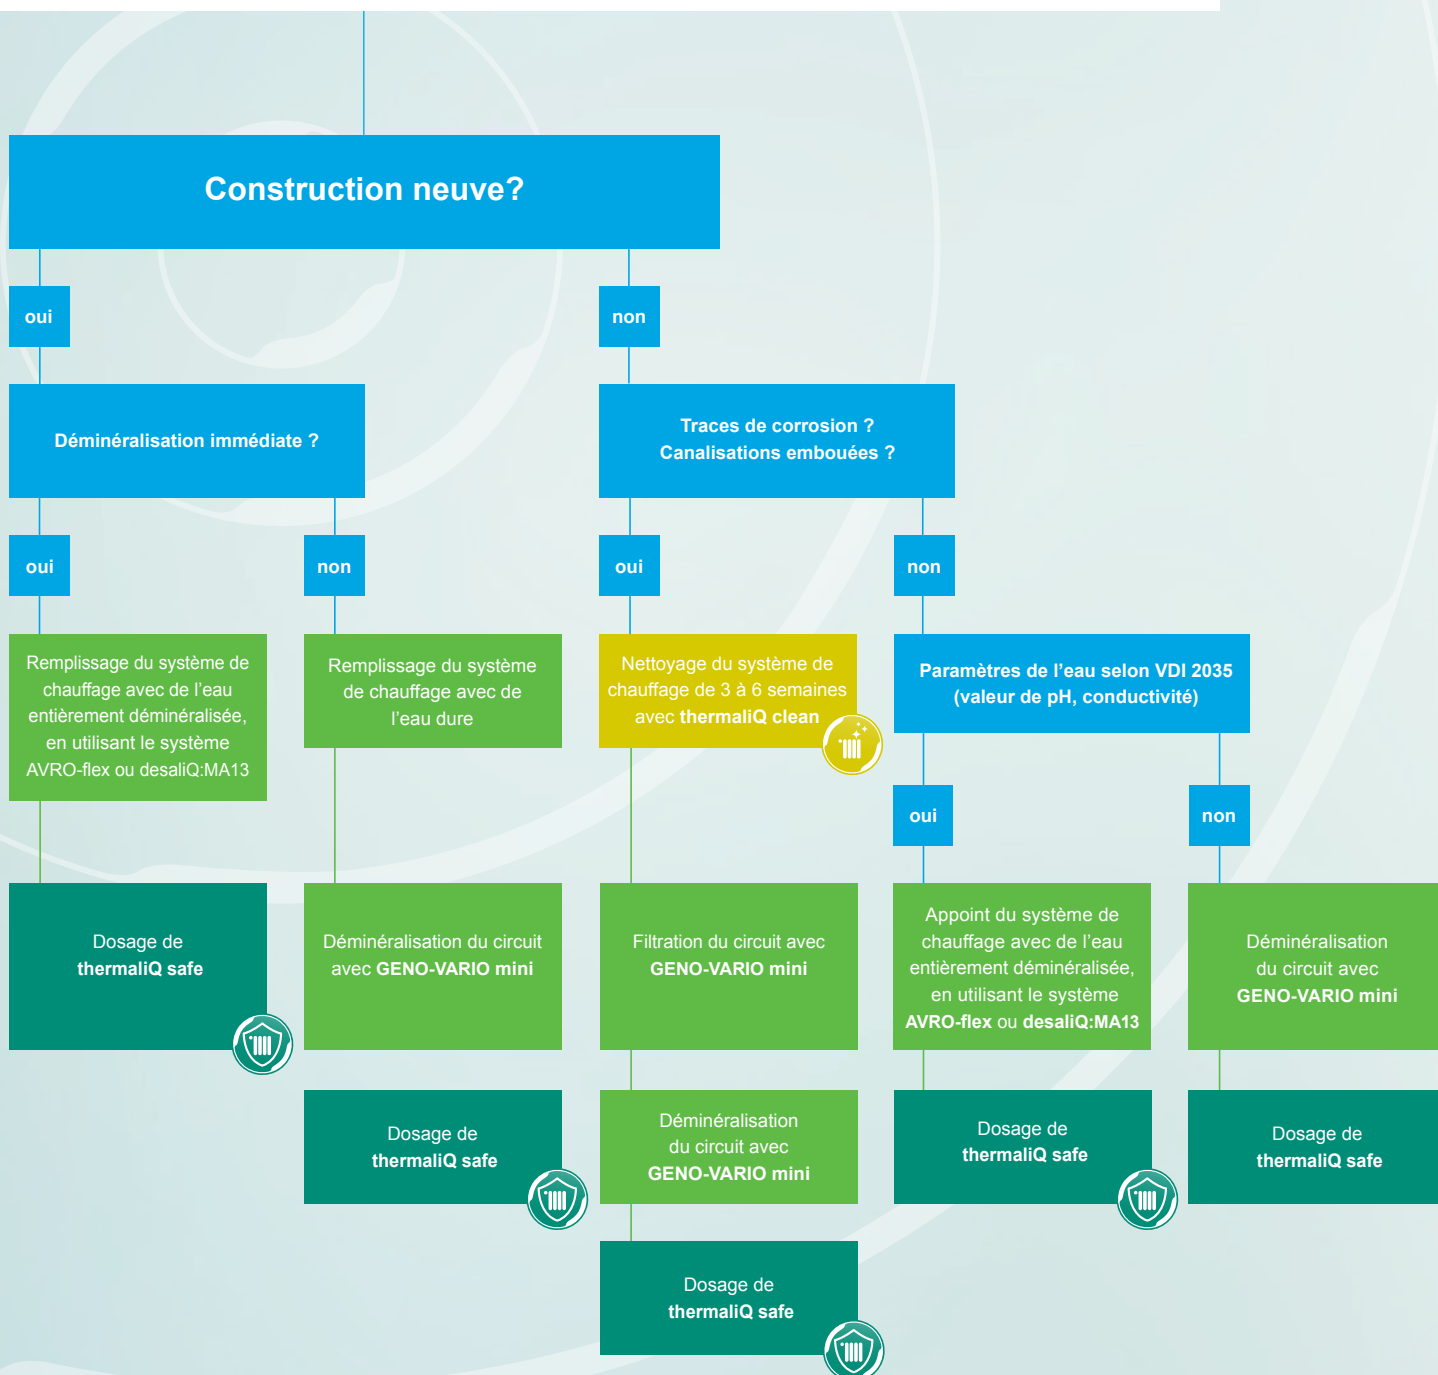 Construction neuve?
oui
non
Déminéralisation immédiate ?
Traces de corrosion ?
Canalisations embouées ?
oui
non
oui
non
Remplissage du système de
chauffage avec de l'eau
entièrement déminéralisée,
en utilisant le système
AVRO-flex ou desaliQ:MA13
Remplissage du système
de chauffage avec de
l'eau dure
Nettoyage du système de
chauffage de 3 à 6 semaines
avec thermaliQ clean
Paramètres de l'eau selon VDI 2035
(valeur de pH, conductivité)
oui
non
Dosage de
thermaliQ safe
Déminéralisation du circuit
avec GENO-VARIO mini
Filtration du circuit avec
GENO-VARIO mini
Appoint du système de
chauffage avec de l'eau
entièrement déminéralisée,
en utilisant le système
AVRO-flex ou desaliQ:MA13
Déminéralisation
du circuit avec
GENO-VARIO mini
Dosage de
thermaliQ safe
Déminéralisation
du circuit avec
GENO-VARIO mini
Dosage de
thermaliQ safe
Dosage de
thermaliQ safe
Dosage de
thermaliQ safe